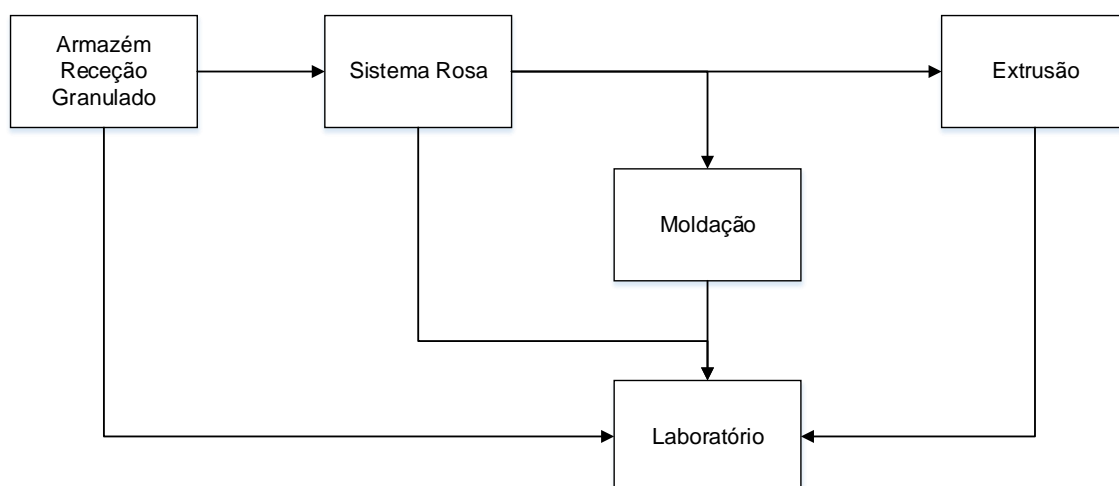 Armazém
Receção
Granulado
Sistema Rosa
Extrusão
Moldação
Laboratório